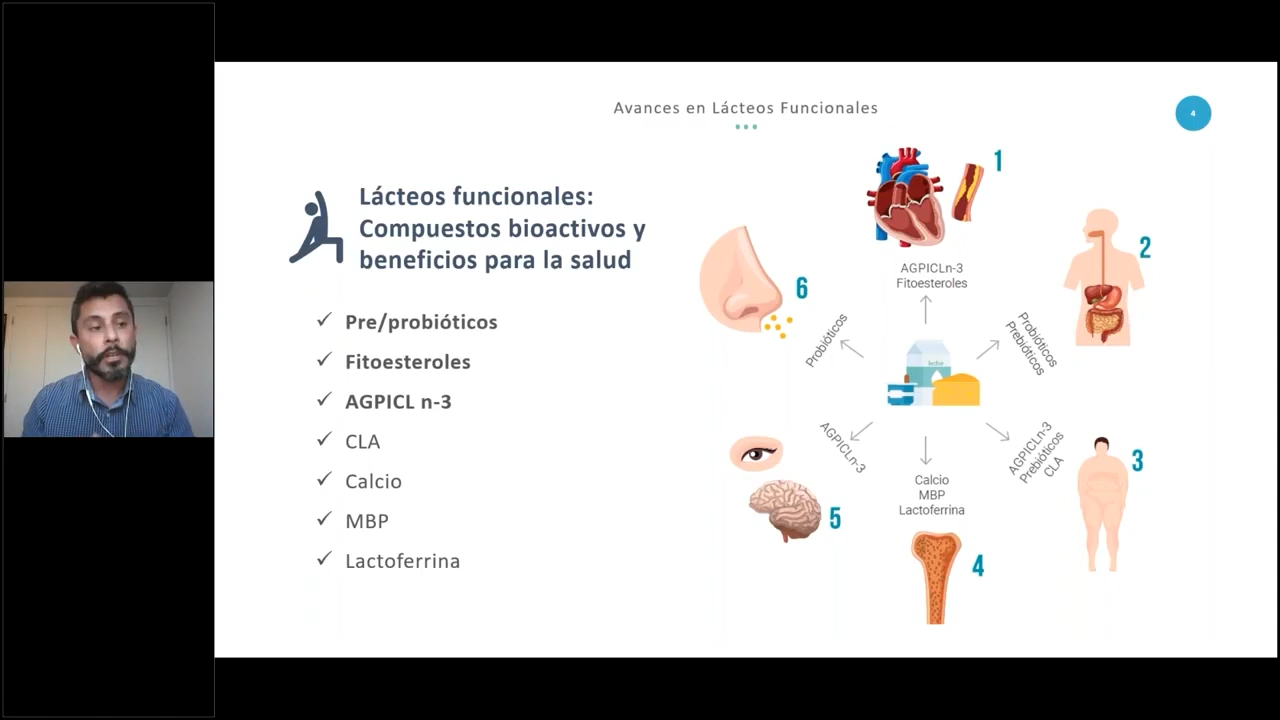 Avances en Lácteos Funcionales
4
Lácteos funcionales:
Compuestos bioactivos y
beneficios para la salud
✓ Pre/probióticos
✓ Fitoesteroles
✓ AGPICL n-3
✓ CLA
✓ Calcio
✓ MBP
✓ Lactoferrina
1
AGPICLn-3
Fitoesteroles
2
Probióticos
Prebióticos
3
AGPICLn-3
Prebióticos
CLA
4
Calcio
MBP
Lactoferrina
5
AGPICLn-3
6
Probióticos
leche